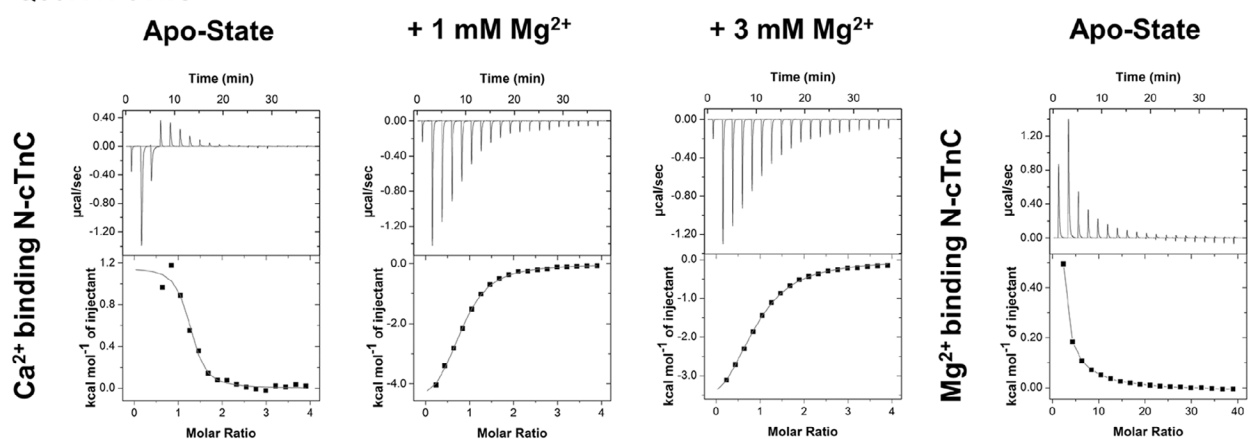 Apo-State
+ 1 mM Mg2+
+ 3 mM Mg2+
Apo-State
Ca2+ binding N-cTnC
Time (min)
0 10 20 30
0.40
0.00
-0.40
-0.80
-1.20
µcal/sec
1.2
0.8
0.4
0.0
kcal mol-1 of injectant
0 1 2 3 4
Molar Ratio
Time (min)
0 10 20 30
0.00
-0.40
-0.80
-1.20
µcal/sec
0.0
-2.0
-4.0
kcal mol-1 of injectant
0 1 2 3 4
Molar Ratio
Time (min)
0 10 20 30
0.00
-0.40
-0.80
-1.20
µcal/sec
0.0
-1.0
-2.0
-3.0
kcal mol-1 of injectant
0 1 2 3 4
Molar Ratio
Mg2+ binding N-cTnC
Time (min)
0 10 20 30
1.20
0.80
0.40
0.00
µcal/sec
0.40
0.20
0.00
kcal mol-1 of injectant
0 10 20 30 40
Molar Ratio